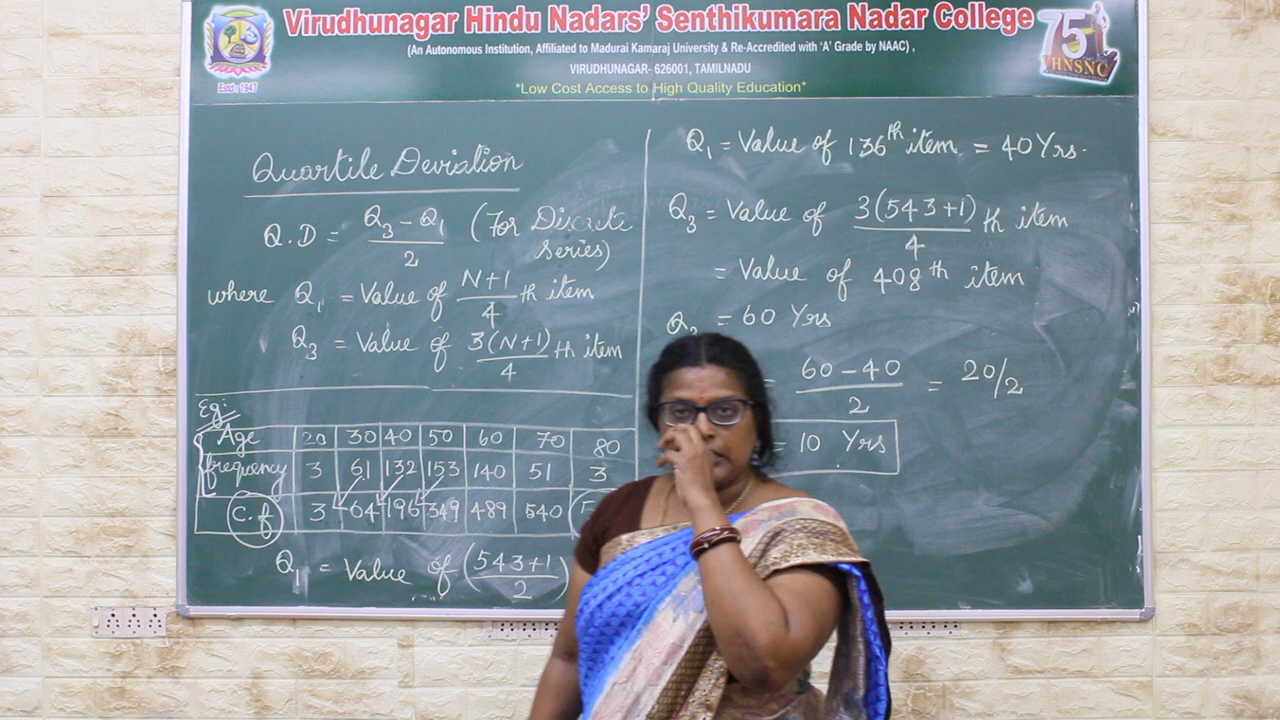 Virudhunagar Hindu Nadars' Senthikumara Nadar College
(An Autonomous Institution, Affiliated to Madurai Kamaraj University & Re-Accredited with 'A' Grade by NAAC) ,
VIRUDHUNAGAR- 626001, TAMILNADU
"Low Cost Access to High Quality Education"
Estd : 1947
75
VHNSNC
Quartile Deviation
Q.D = Q3 - Q1 / 2 (For Discrete
Series)
where Q1 = Value of N+1 / 4 th item
Q3 = Value of 3(N+1) / 4 th item
Eg:
Age 20 30 40 50 60 70 80
frequency 3 61 132 153 140 51 3
C.f 3 64 196 349 489 540
Q1 = Value of (543+1 / 2)
Q1 = Value of 136th item = 40 Yrs.
Q3 = Value of 3(543+1) / 4 th item
= Value of 408th item
Q3 = 60 Yrs
= 60 - 40 / 2 = 20/2
= 10 Yrs